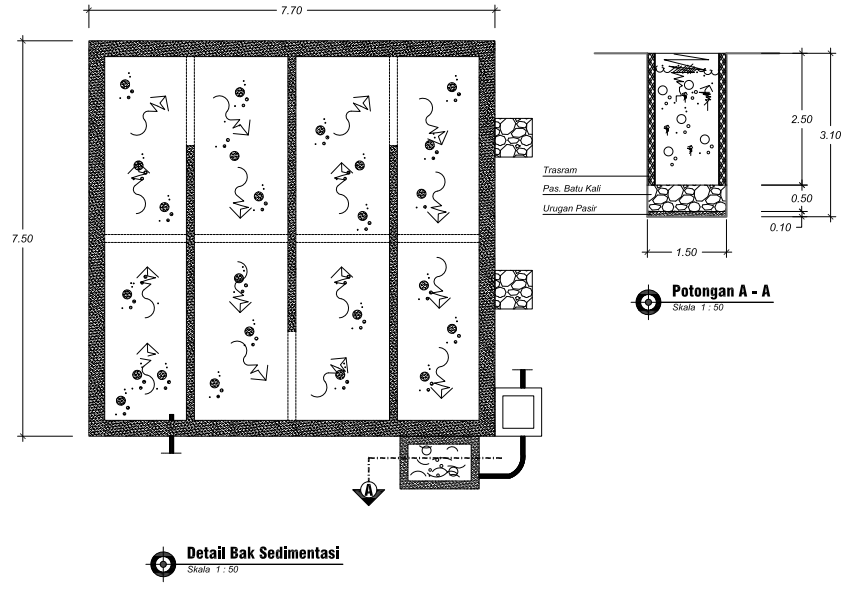 7.70
7.50
A
Detail Bak Sedimentasi
Skala 1 : 50
Trasram
Pas. Batu Kali
Urugan Pasir
2.50
3.10
0.50
0.10
1.50
Potongan A - A
Skala 1 : 50